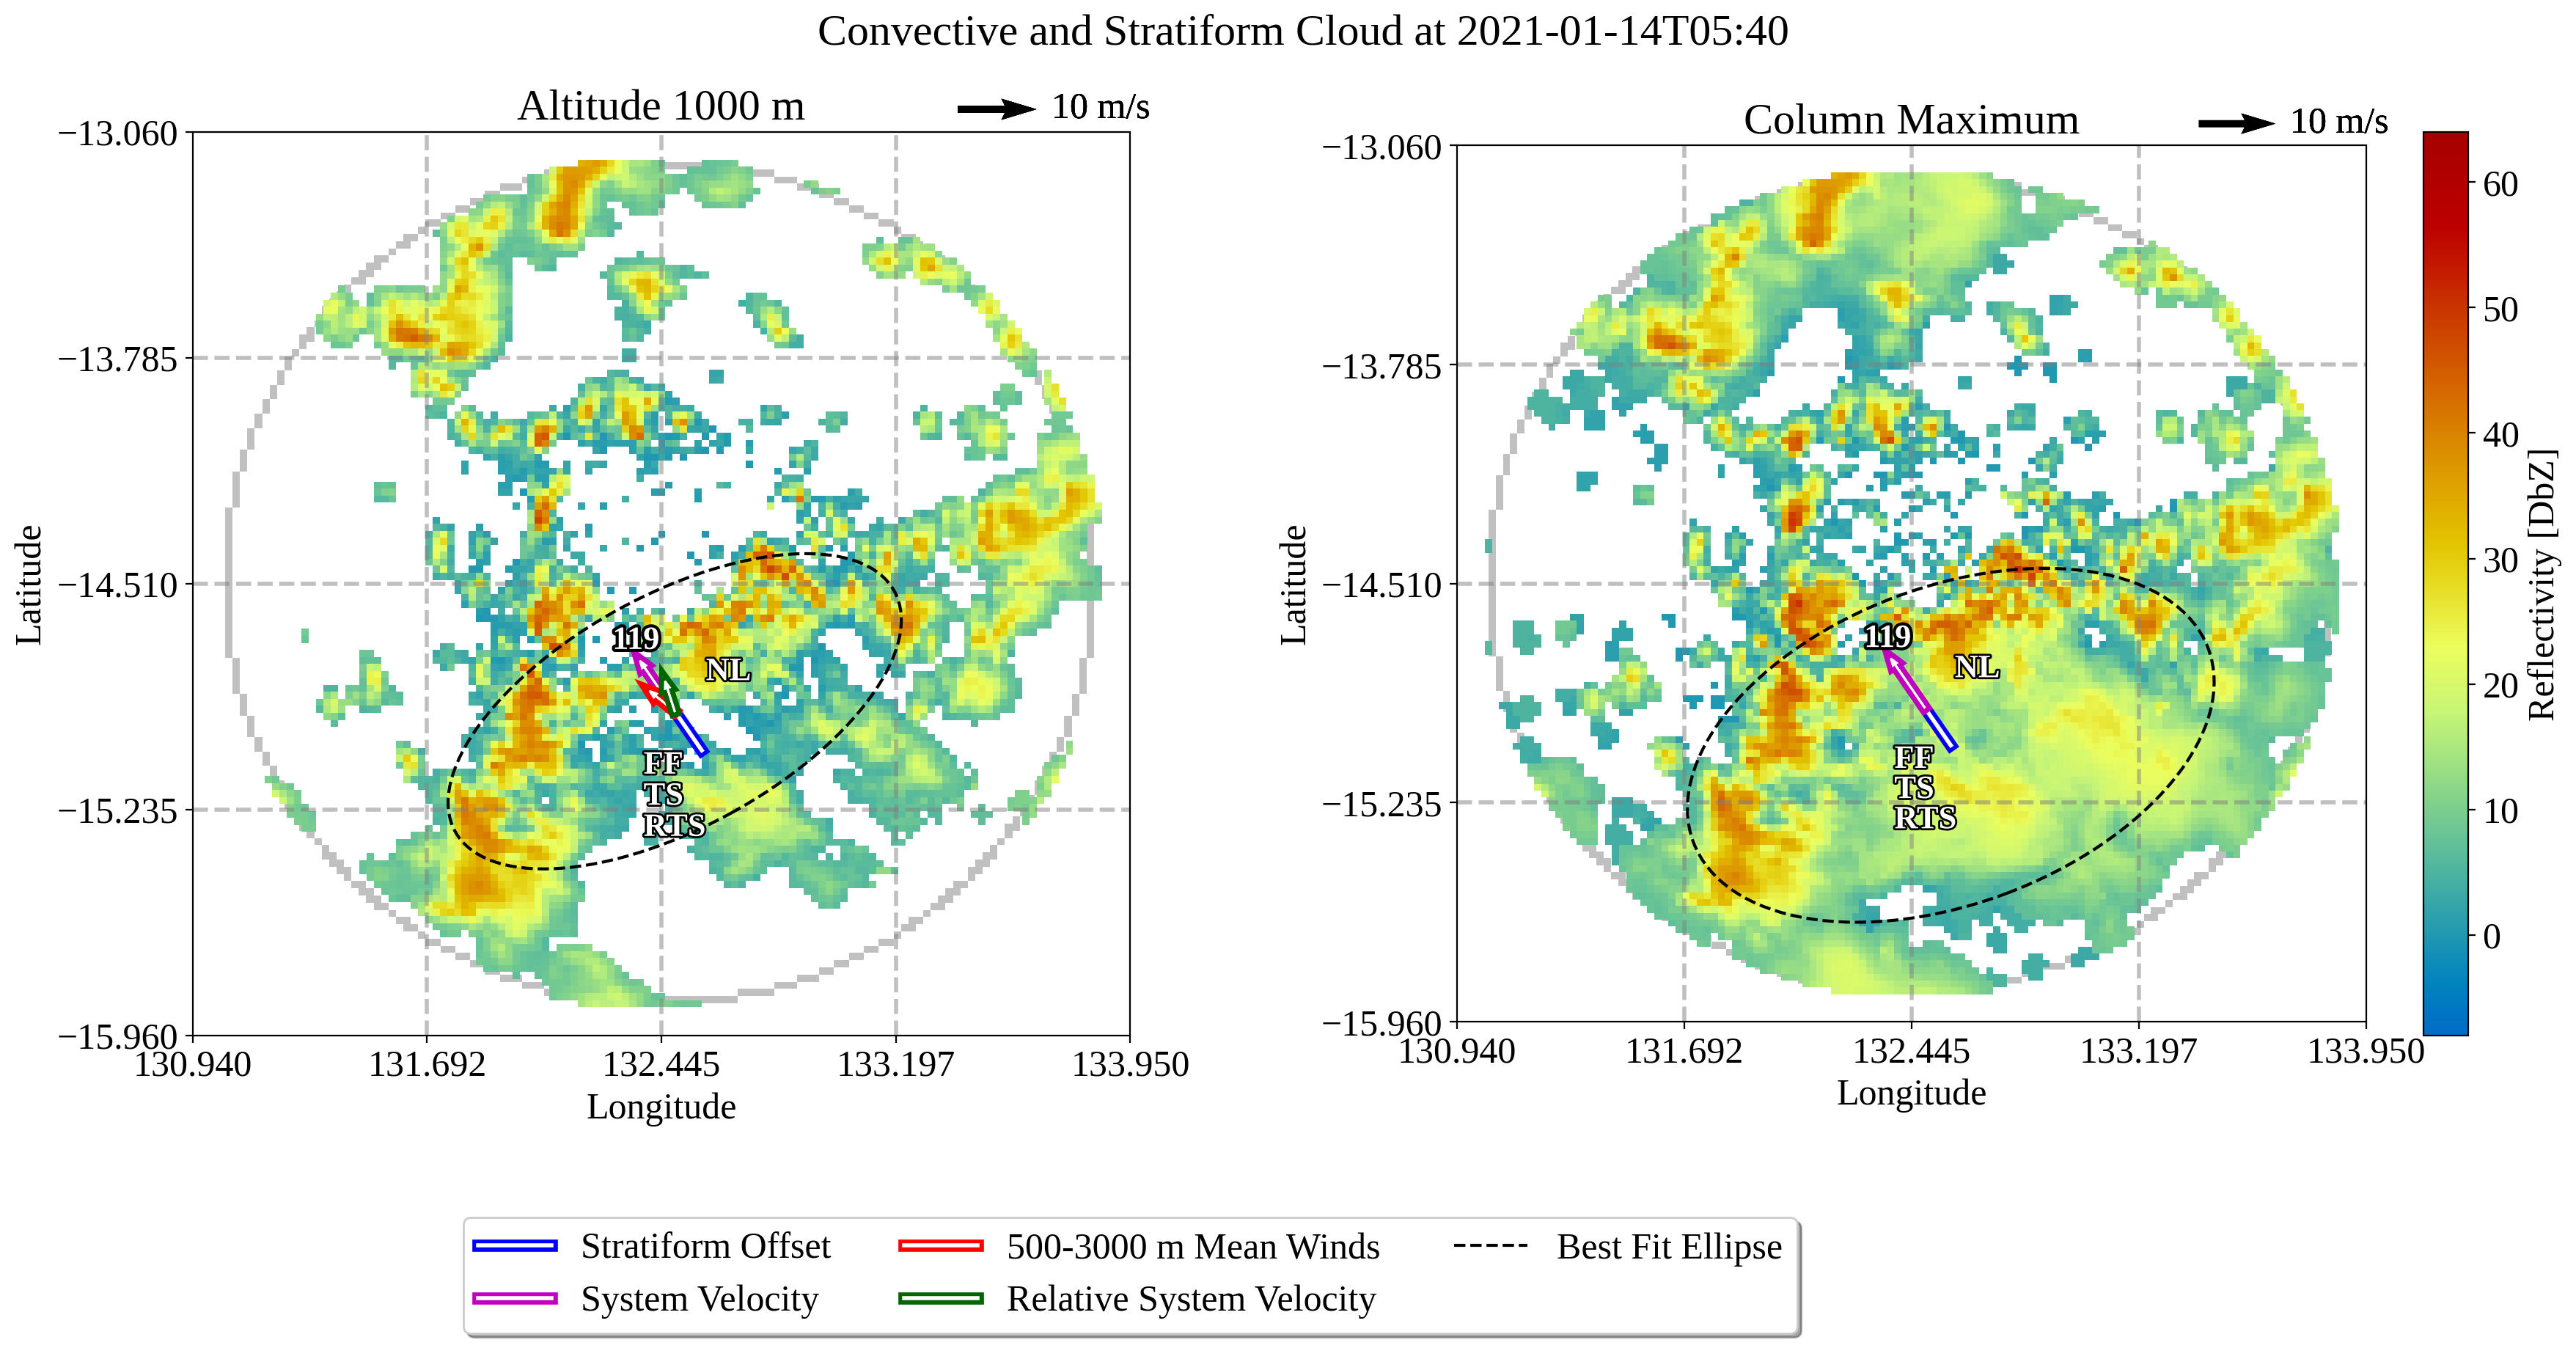 Convective and Stratiform Cloud at 2021-01-14T05:40
Altitude 1000 m
10 m/s
−13.060
−13.785
−14.510
−15.235
−15.960
130.940
131.692
132.445
133.197
133.950
Latitude
Longitude
119
NL
FF
TS
RTS
Column Maximum
10 m/s
−13.060
−13.785
−14.510
−15.235
−15.960
130.940
131.692
132.445
133.197
133.950
Latitude
Longitude
119
NL
FF
TS
RTS
60
50
40
30
20
10
0
Reflectivity [DbZ]
Stratiform Offset
System Velocity
500-3000 m Mean Winds
Relative System Velocity
Best Fit Ellipse